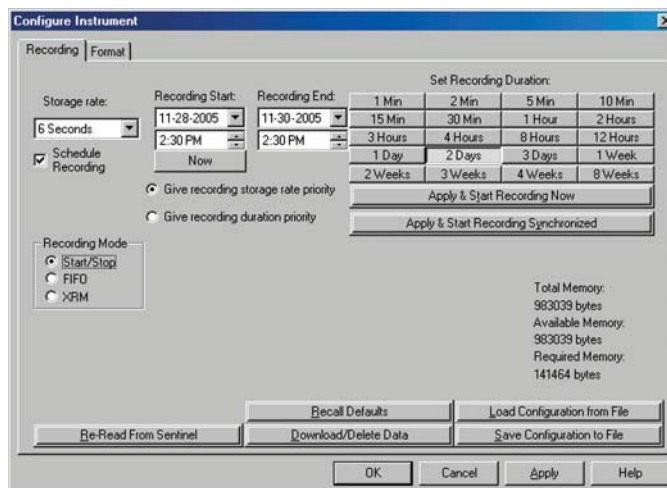 Configure Instrument
Recording Format
Storage rate:
6 Seconds
Schedule Recording
Recording Start:
11-28-2005
2:30 PM
Now
Recording End:
11-30-2005
2:30 PM
Give recording storage rate priority
Give recording duration priority
Set Recording Duration:
1 Min 2 Min 5 Min 10 Min
15 Min 30 Min 1 Hour 2 Hours
3 Hours 4 Hours 8 Hours 12 Hours
1 Day 2 Days 3 Days 1 Week
2 Weeks 3 Weeks 4 Weeks 8 Weeks
Apply & Start Recording Now
Apply & Start Recording Synchronized
Recording Mode
Start/Stop
FIFO
XRM
Total Memory:
983039 bytes
Available Memory:
983039 bytes
Required Memory:
141464 bytes
Recall Defaults Load Configuration from File
Re-Read From Sentinel Download/Delete Data Save Configuration to File
OK Cancel Apply Help